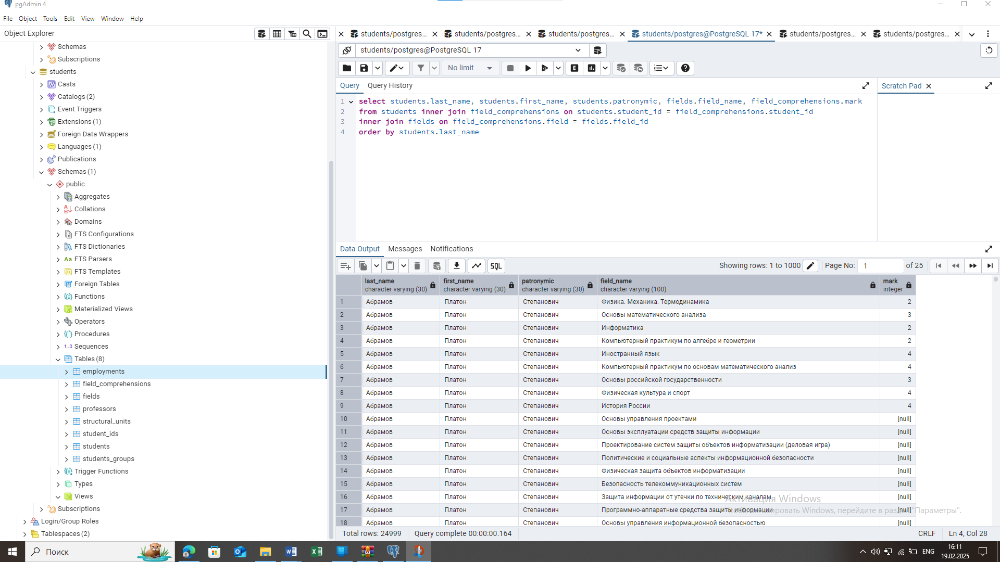 pgAdmin 4
File Object Tools Edit View Window Help
Object Explorer
Schemas
Subscriptions
students
Casts
Catalogs (2)
Event Triggers
Extensions (1)
Foreign Data Wrappers
Languages (1)
Publications
Schemas (1)
public
Aggregates
Collations
Domains
FTS Configurations
FTS Dictionaries
Aa FTS Parsers
FTS Templates
Foreign Tables
Functions
Materialized Views
Operators
Procedures
1..3 Sequences
Tables (8)
employments
field_comprehensions
fields
professors
structural_units
student_ids
students
students_groups
Trigger Functions
Types
Views
Subscriptions
Login/Group Roles
Tablespaces (2)
students/postgres... students/postgres... students/postgres... students/postgres@PostgreSQL 17* students/postgres... students/postgres...
students/postgres@PostgreSQL 17
No limit
E
Query Query History
Scratch Pad
1 select students.last_name, students.first_name, students.patronymic, fields.field_name, field_comprehensions.mark
2 from students inner join field_comprehensions on students.student_id = field_comprehensions.student_id
3 inner join fields on field_comprehensions.field = fields.field_id
4 order by students.last_name
Data Output Messages Notifications
SQL
Showing rows: 1 to 1000 Page No: 1 of 25
last_name first_name patronymic field_name mark
character varying (30) character varying (30) character varying (30) character varying (100) integer
1 Абрамов Платон Степанович Физика. Механика. Термодинамика 2
2 Абрамов Платон Степанович Основы математического анализа 3
3 Абрамов Платон Степанович Информатика 2
4 Абрамов Платон Степанович Компьютерный практикум по алгебре и геометрии 2
5 Абрамов Платон Степанович Иностранный язык 4
6 Абрамов Платон Степанович Компьютерный практикум по основам математического анализ 4
7 Абрамов Платон Степанович Основы российской государственности 3
8 Абрамов Платон Степанович Физическая культура и спорт 4
9 Абрамов Платон Степанович История России 4
10 Абрамов Платон Степанович Основы управления проектами [null]
11 Абрамов Платон Степанович Основы эксплуатации средств защиты информации [null]
12 Абрамов Платон Степанович Проектирование систем защиты объектов информатизации (деловая игра) [null]
13 Абрамов Платон Степанович Политические и социальные аспекты информационной безопасности [null]
14 Абрамов Платон Степанович Физическая защита объектов информатизации [null]
15 Абрамов Платон Степанович Безопасность телекоммуникационных систем [null]
16 Абрамов Платон Степанович Защита информации от утечки по техническим каналам [null]
17 Абрамов Платон Степанович Программно-аппаратные средства защиты информации [null]
18 Абрамов Платон Степанович Основы управления информационной безопасностью [null]
Активация Windows
Чтобы активировать Windows, перейдите в раздел "Параметры".
Total rows: 24999 Query complete 00:00:00.164 CRLF Ln 4, Col 28
Поиск
ENG
16:11
19.02.2025